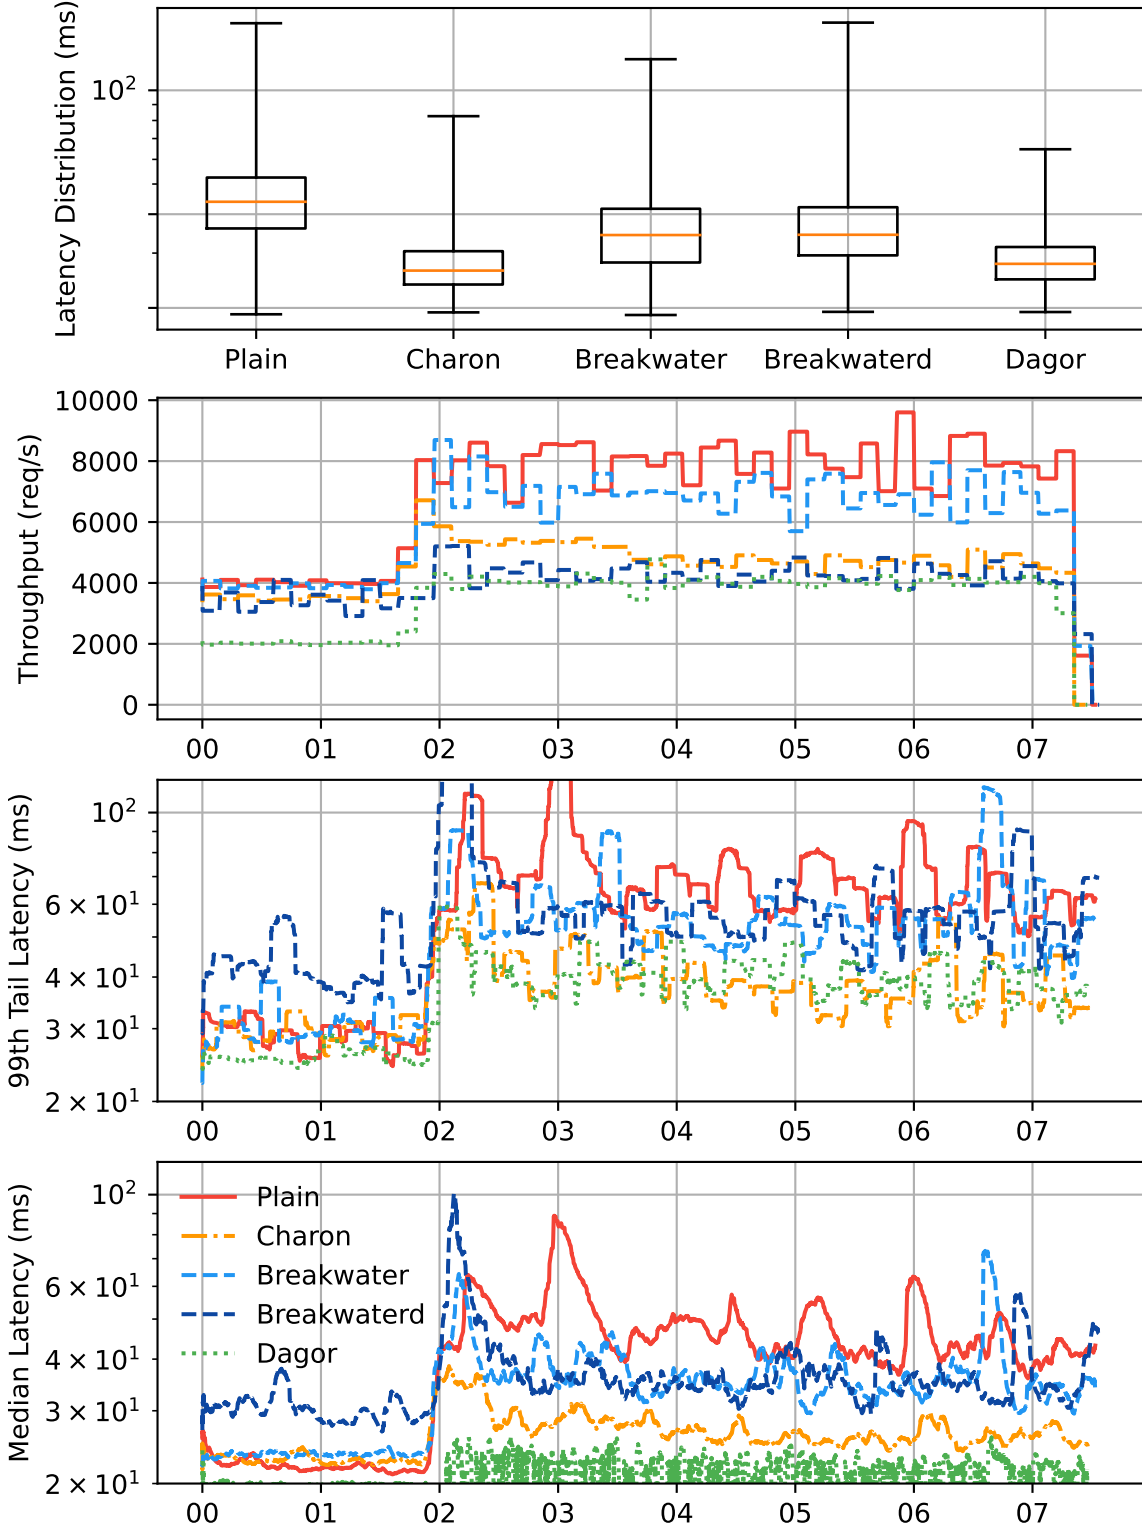 Latency Distribution (ms)
10²
Plain Charon Breakwater Breakwaterd Dagor
Throughput (req/s)
10000
8000
6000
4000
2000
0
00 01 02 03 04 05 06 07
99th Tail Latency (ms)
10²
6 × 10¹
4 × 10¹
3 × 10¹
2 × 10¹
00 01 02 03 04 05 06 07
Median Latency (ms)
10²
6 × 10¹
4 × 10¹
3 × 10¹
2 × 10¹
Plain
Charon
Breakwater
Breakwaterd
Dagor
00 01 02 03 04 05 06 07